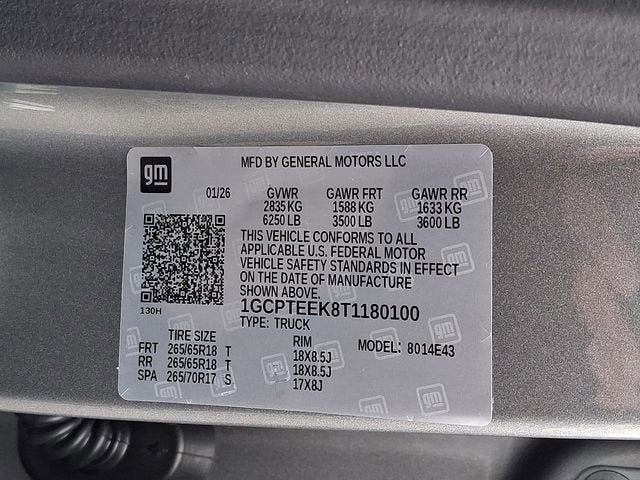 gm MFD BY GENERAL MOTORS LLC
01/26 GVWR GAWR FRT GAWR RR
2835 KG 1588 KG 1633 KG
6250 LB 3500 LB 3600 LB
THIS VEHICLE CONFORMS TO ALL
APPLICABLE U.S. FEDERAL MOTOR
VEHICLE SAFETY STANDARDS IN EFFECT
ON THE DATE OF MANUFACTURE
SHOWN ABOVE.
130H
1GCPTEEK8T1180100
TYPE: TRUCK
TIRE SIZE RIM MODEL: 8014E43
FRT 265/65R18 T 18X8.5J
RR 265/65R18 T 18X8.5J
SPA 265/70R17 S 17X8J